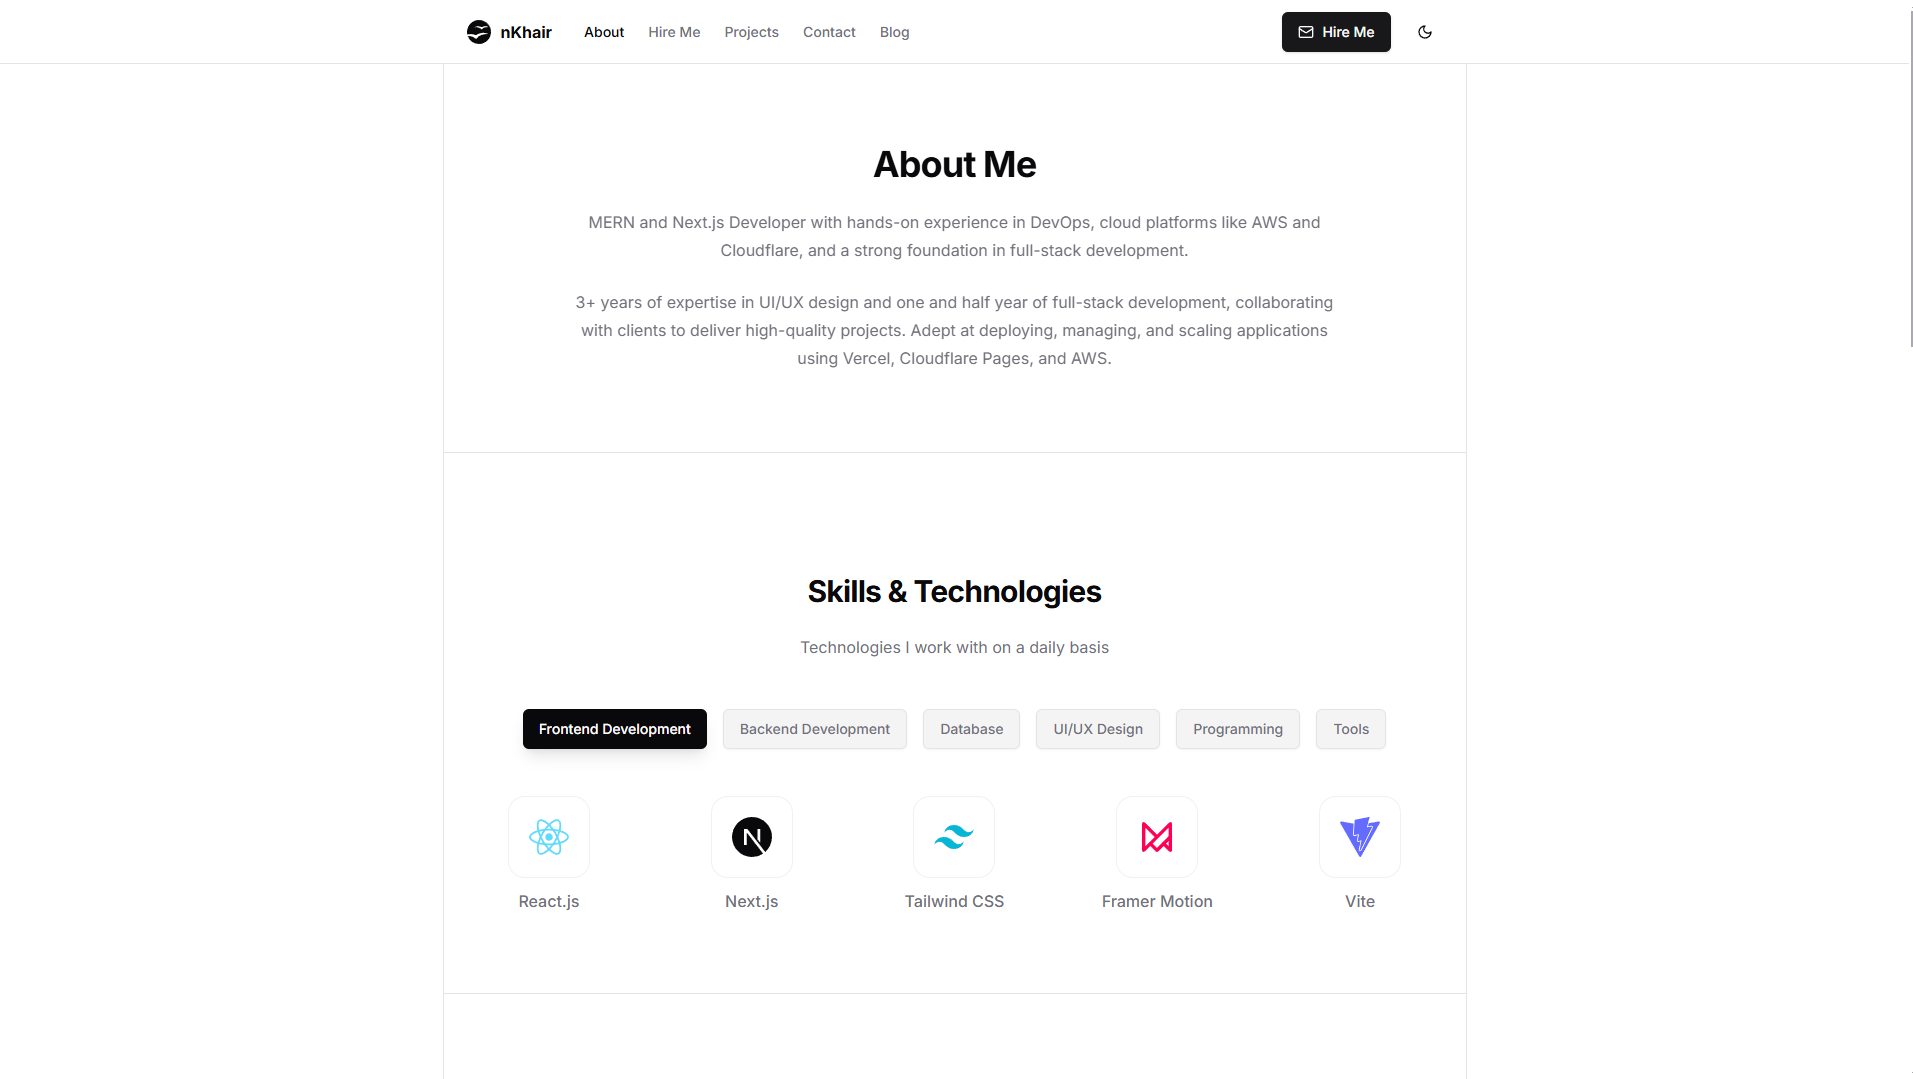 nKhair
About
Hire Me
Projects
Contact
Blog
Hire Me
About Me
MERN and Next.js Developer with hands-on experience in DevOps, cloud platforms like AWS and
Cloudflare, and a strong foundation in full-stack development.
3+ years of expertise in UI/UX design and one and half year of full-stack development, collaborating
with clients to deliver high-quality projects. Adept at deploying, managing, and scaling applications
using Vercel, Cloudflare Pages, and AWS.
Skills & Technologies
Technologies I work with on a daily basis
Frontend Development
Backend Development
Database
UI/UX Design
Programming
Tools
React.js
Next.js
Tailwind CSS
Framer Motion
Vite